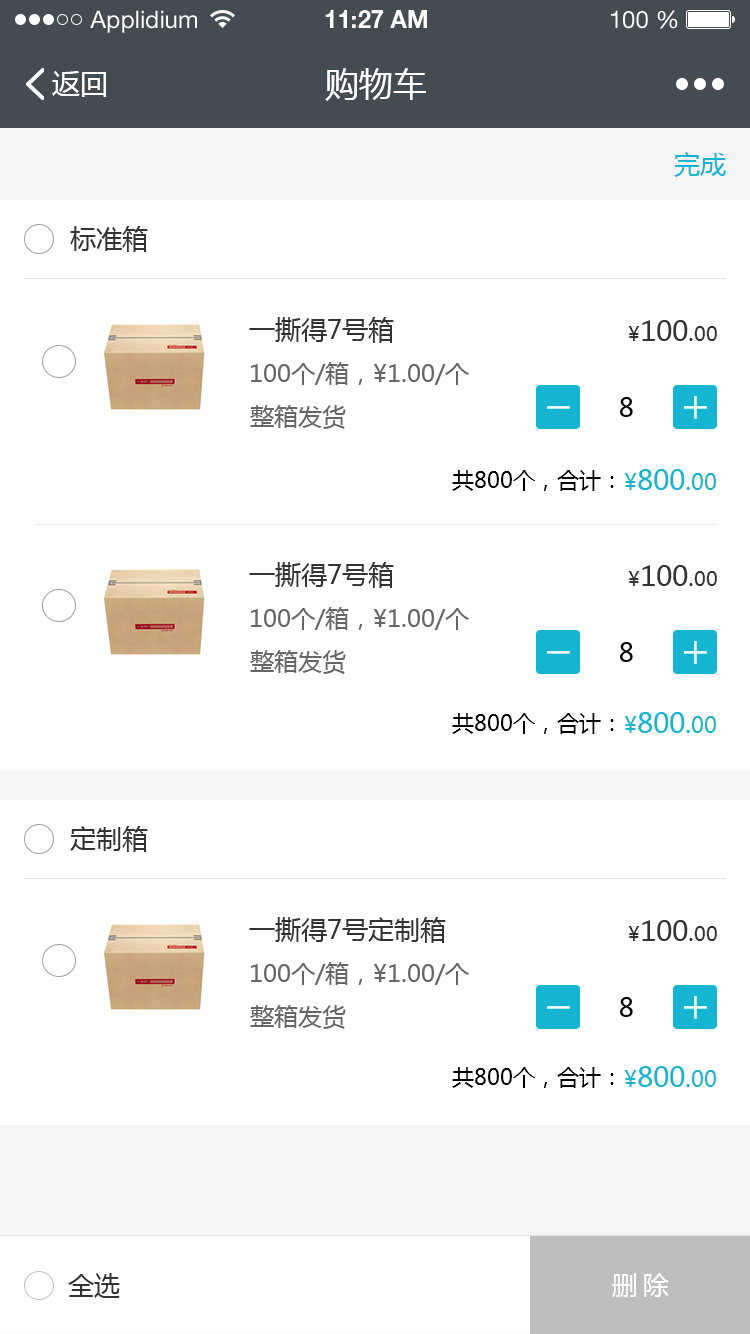 Applidium 11:27 AM 100 %
返回 购物车
完成
标准箱
一撕得7号箱 ¥100.00
100个/箱，¥1.00/个
8
整箱发货
共800个，合计：¥800.00
一撕得7号箱 ¥100.00
100个/箱，¥1.00/个
8
整箱发货
共800个，合计：¥800.00
定制箱
一撕得7号定制箱 ¥100.00
100个/箱，¥1.00/个
8
整箱发货
共800个，合计：¥800.00
全选 删除